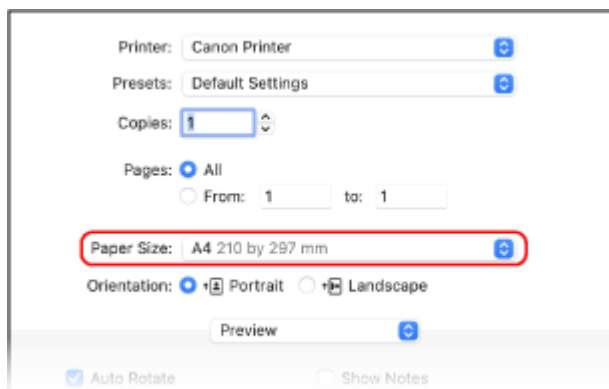 Printer: Canon Printer
Presets: Default Settings
Copies: 1
Pages: All
From: 1 to: 1
Paper Size: A4 210 by 297 mm
Orientation: Portrait Landscape
Preview
Auto Rotate Show Notes